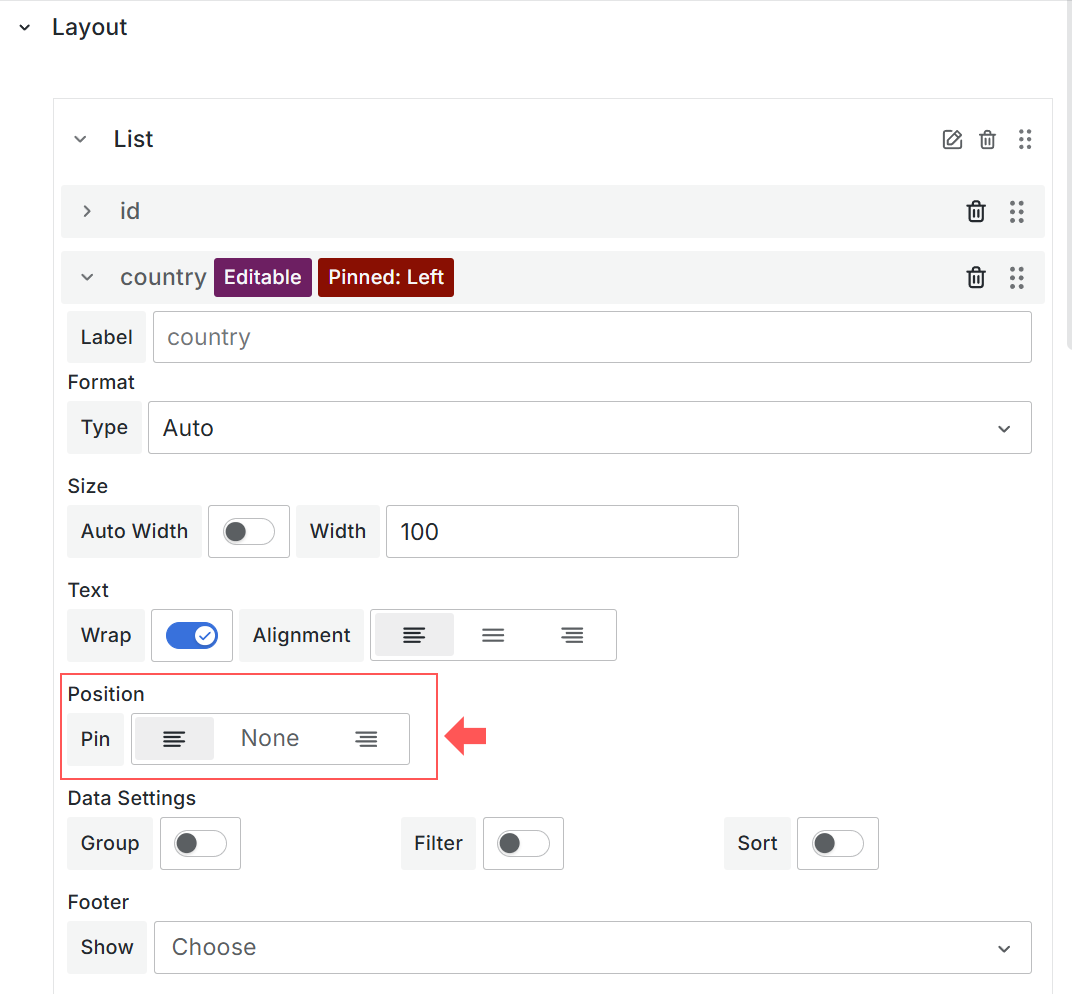 Layout
List
id
country Editable Pinned: Left
Label country
Format
Type Auto
Size
Auto Width Width 100
Text
Wrap Alignment
Position
Pin None
Data Settings
Group Filter Sort
Footer
Show Choose